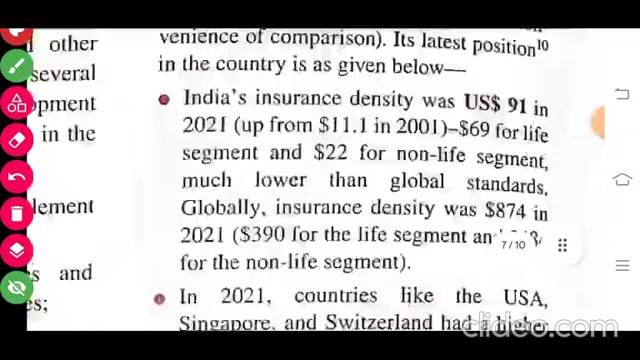 f other
several
opment
in the
lement
s and
es;
venience of comparison). Its latest position10
in the country is as given below—
• India's insurance density was US$ 91 in
2021 (up from $11.1 in 2001)–$69 for life
segment and $22 for non-life segment,
much lower than global standards,
Globally, insurance density was $874 in
2021 ($390 for the life segment an
for the non-life segment).
• In 2021, countries like the USA,
Singapore, and Switzerland had a higher
7/10
clideo.com